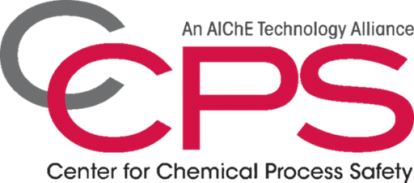 An AIChE Technology Alliance
CCPS
Center for Chemical Process Safety